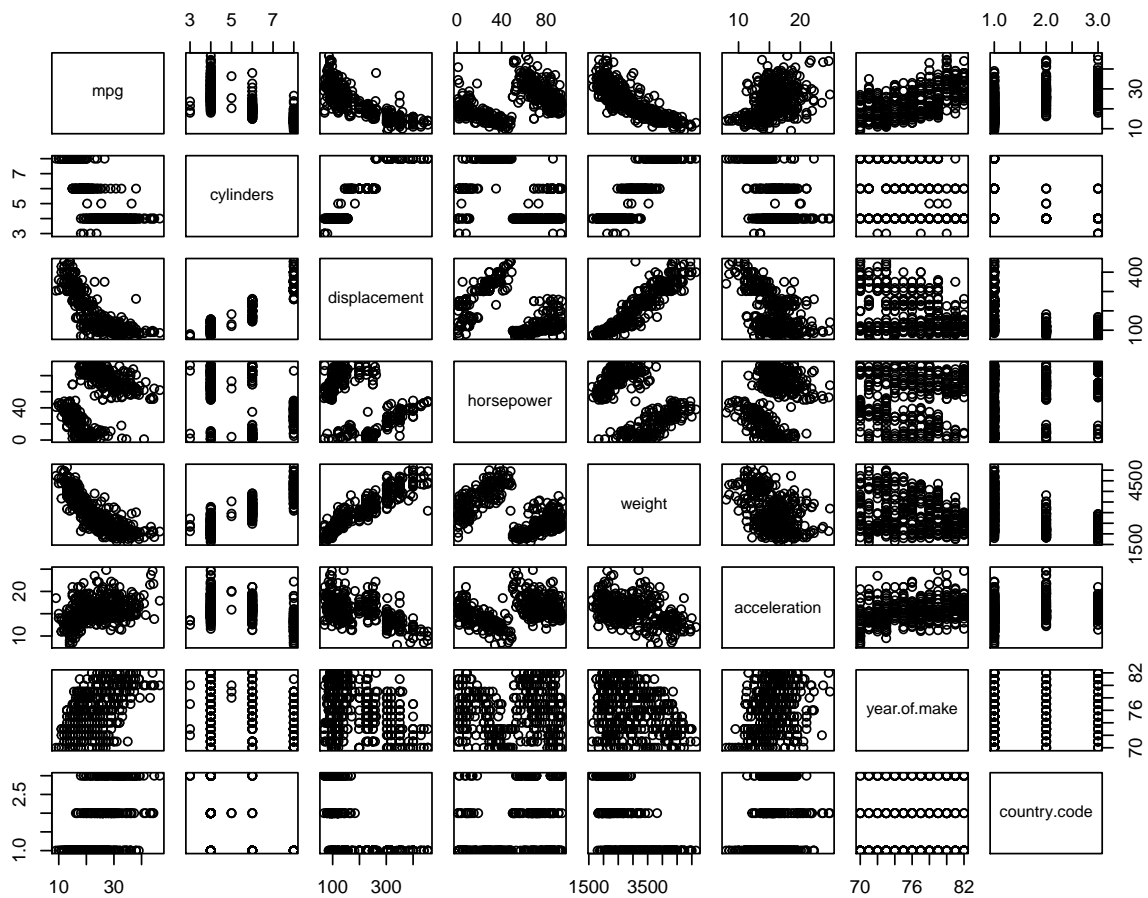 3 5 7 0 40 80 10 20 1.0 2.0 3.0
mpg
10 30
3 5 7
cylinders
displacement
100 400
0 40
horsepower
weight
1500 4500
10 20
acceleration
year.of.make
70 76 82
1.0 2.5
country.code
10 30 100 300 1500 3500 70 76 82